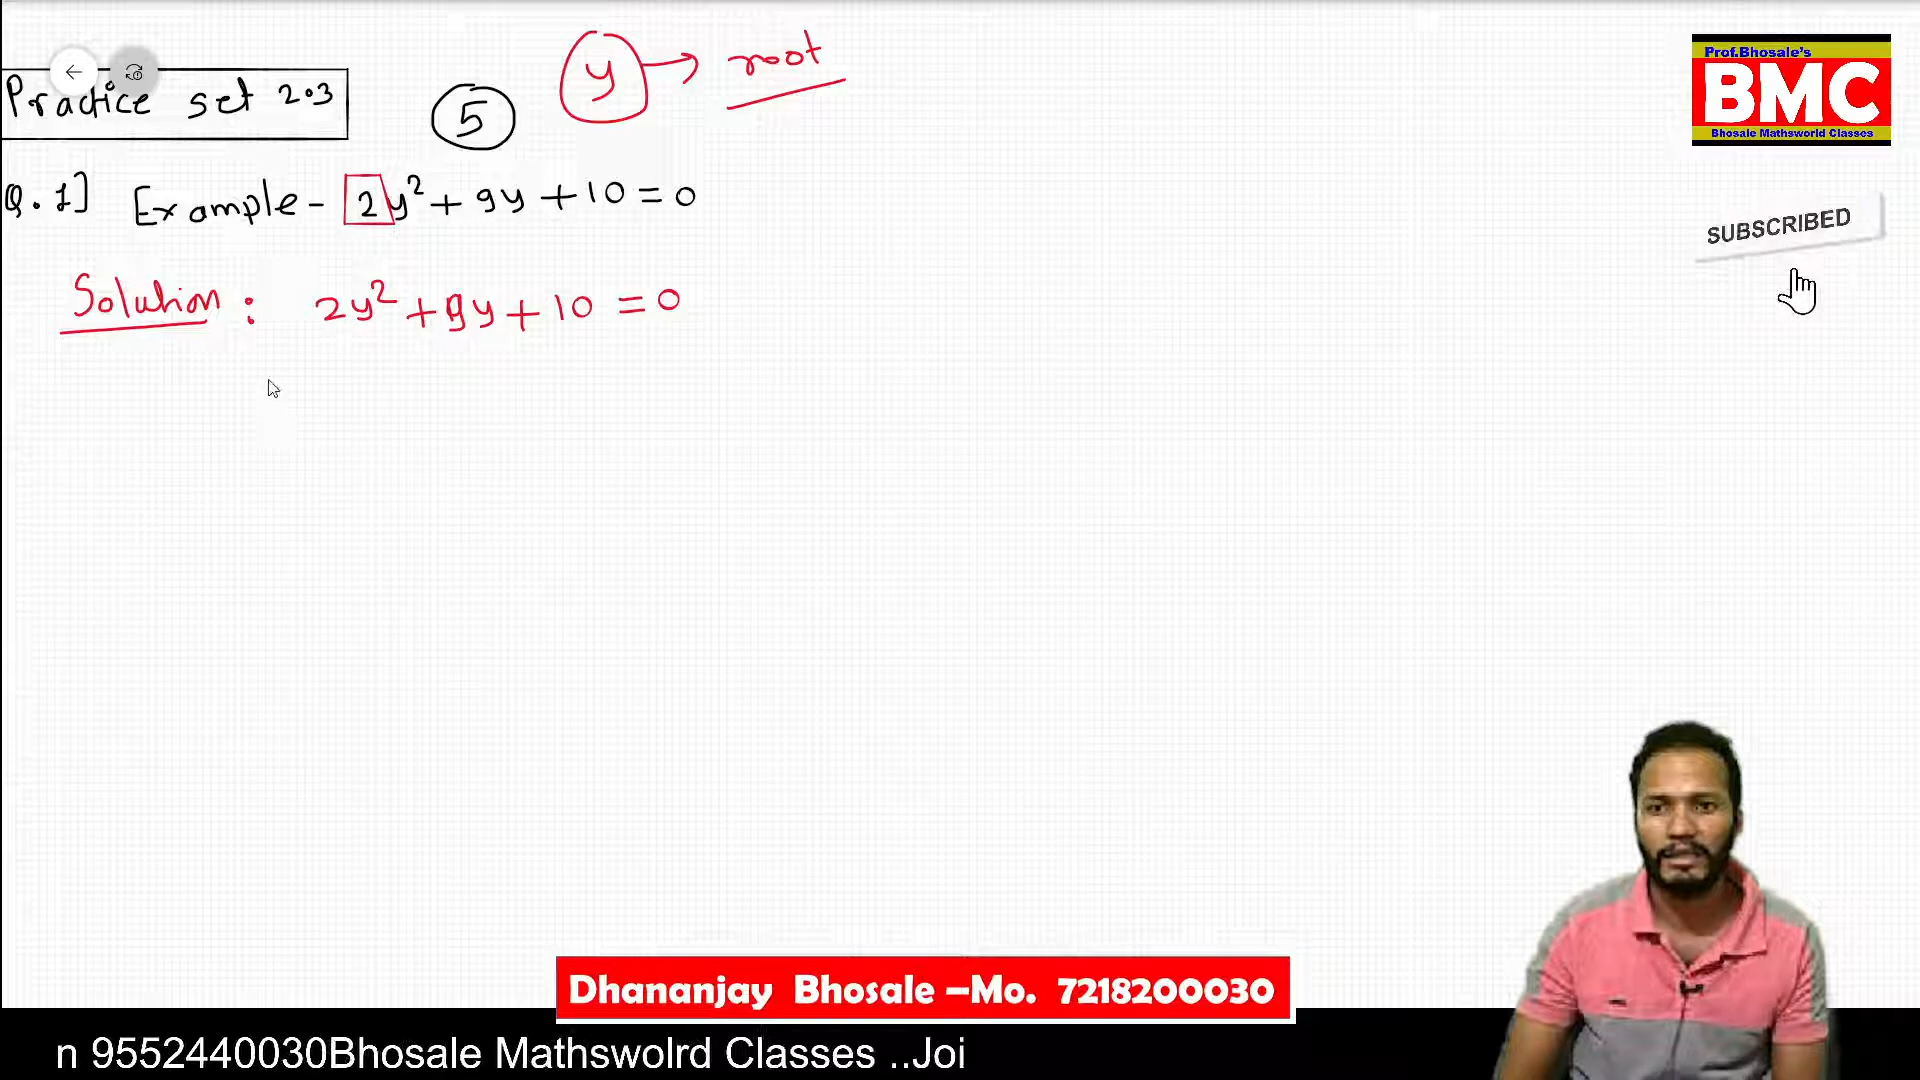 y → root
Practice set 2.3
5
Q.1] Example - 2y² + 9y + 10 = 0
Solution : 2y² + 9y + 10 = 0
Prof.Bhosale's
BMC
Bhosale Mathsworld Classes
SUBSCRIBED
Dhananjay Bhosale –Mo. 7218200030
n 9552440030Bhosale Mathswolrd Classes ..Joi